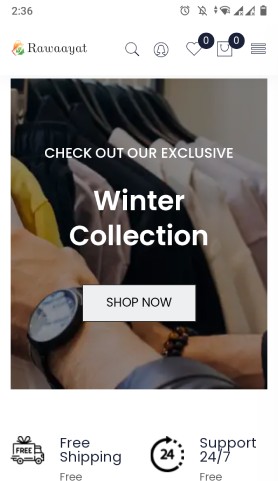 2:36
Rawaayat
0
0
CHECK OUT OUR EXCLUSIVE
Winter
Collection
SHOP NOW
FREE
Free
Shipping
Free
24
Support
24/7
Free